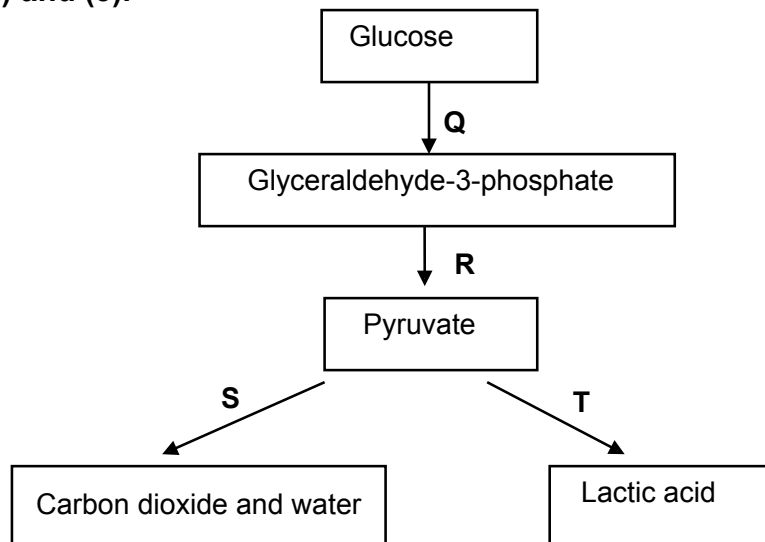 ) and (c).
Glucose
Q
Glyceraldehyde-3-phosphate
R
Pyruvate
S
T
Carbon dioxide and water
Lactic acid